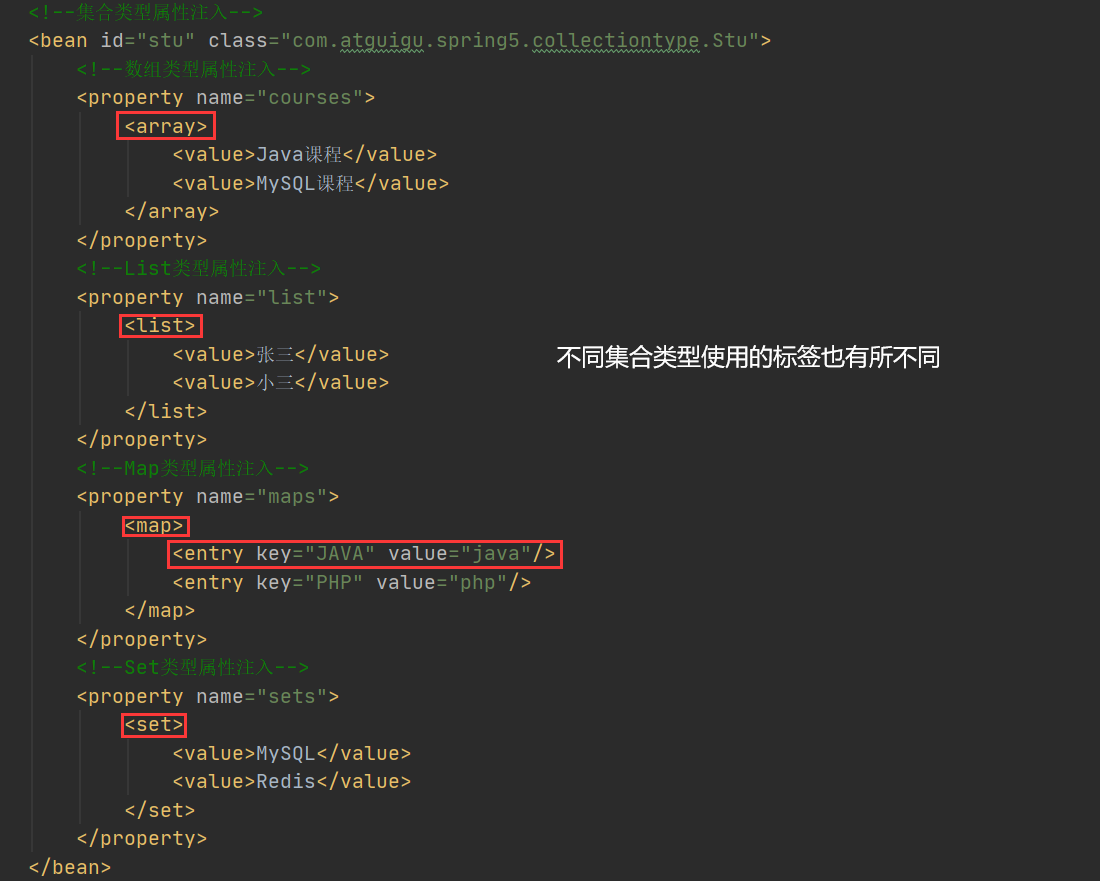 <!--集合类型属性注入-->
<bean id="stu" class="com.atguigu.spring5.collectiontype.Stu">
<!--数组类型属性注入-->
<property name="courses">
<array>
<value>Java课程</value>
<value>MySQL课程</value>
</array>
</property>
<!--List类型属性注入-->
<property name="list">
<list>
<value>张三</value>
不同集合类型使用的标签也有所不同
<value>小三</value>
</list>
</property>
<!--Map类型属性注入-->
<property name="maps">
<map>
<entry key="JAVA" value="java"/>
<entry key="PHP" value="php"/>
</map>
</property>
<!--Set类型属性注入-->
<property name="sets">
<set>
<value>MySQL</value>
<value>Redis</value>
</set>
</property>
</bean>